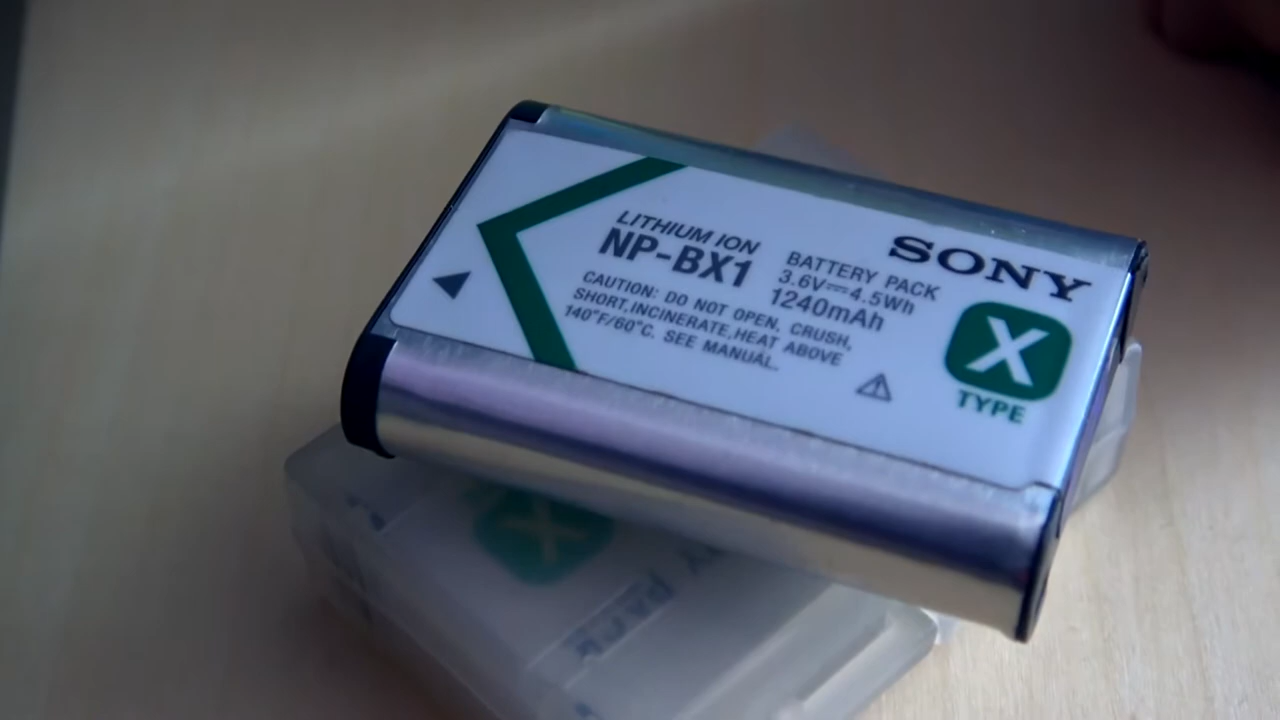 LITHIUM ION
NP-BX1
CAUTION: DO NOT OPEN, CRUSH,
SHORT,INCINERATE,HEAT ABOVE
140°F/60°C. SEE MANUAL.
BATTERY PACK
3.6V⎓4.5Wh
1240mAh
SONY
X
TYPE
X